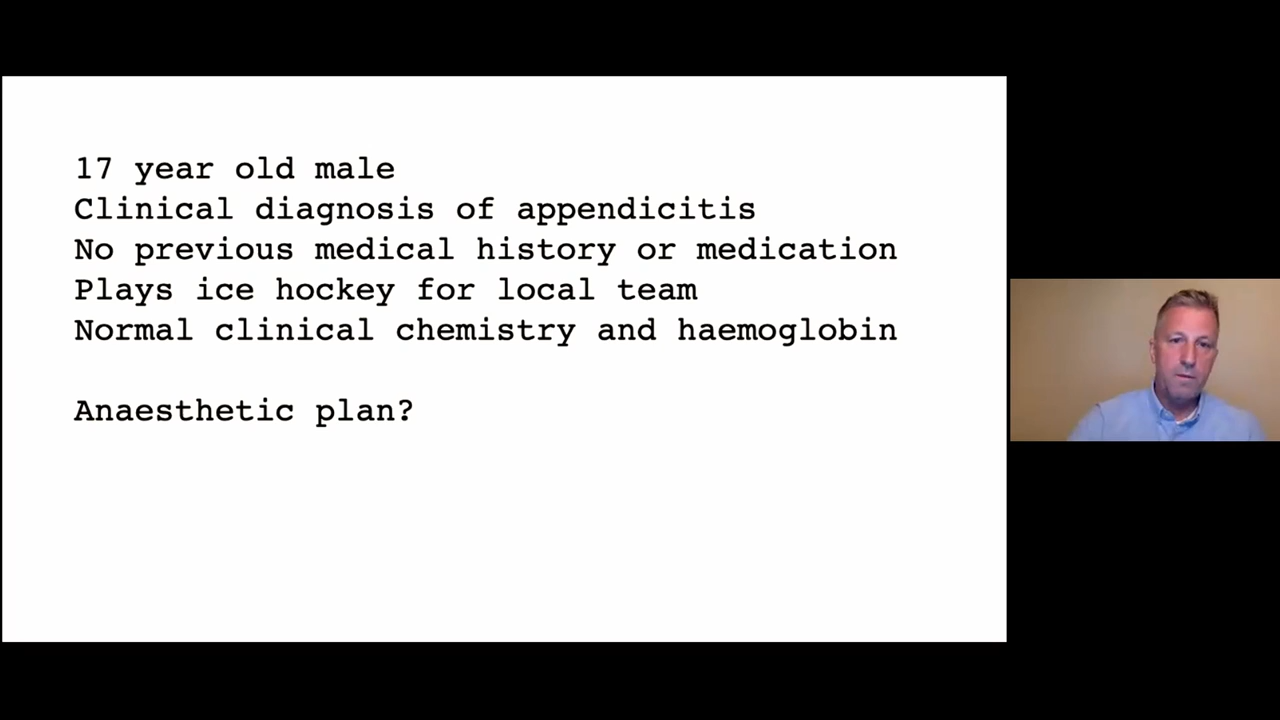 17 year old male
Clinical diagnosis of appendicitis
No previous medical history or medication
Plays ice hockey for local team
Normal clinical chemistry and haemoglobin
Anaesthetic plan?